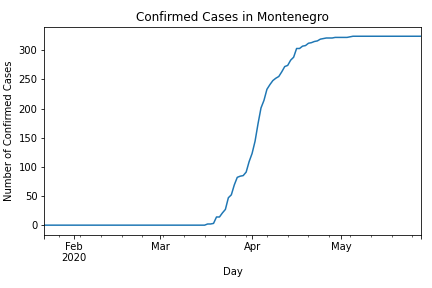 Confirmed Cases in Montenegro
Number of Confirmed Cases
300
250
200
150
100
50
0
Feb
2020
Mar
Apr
May
Day